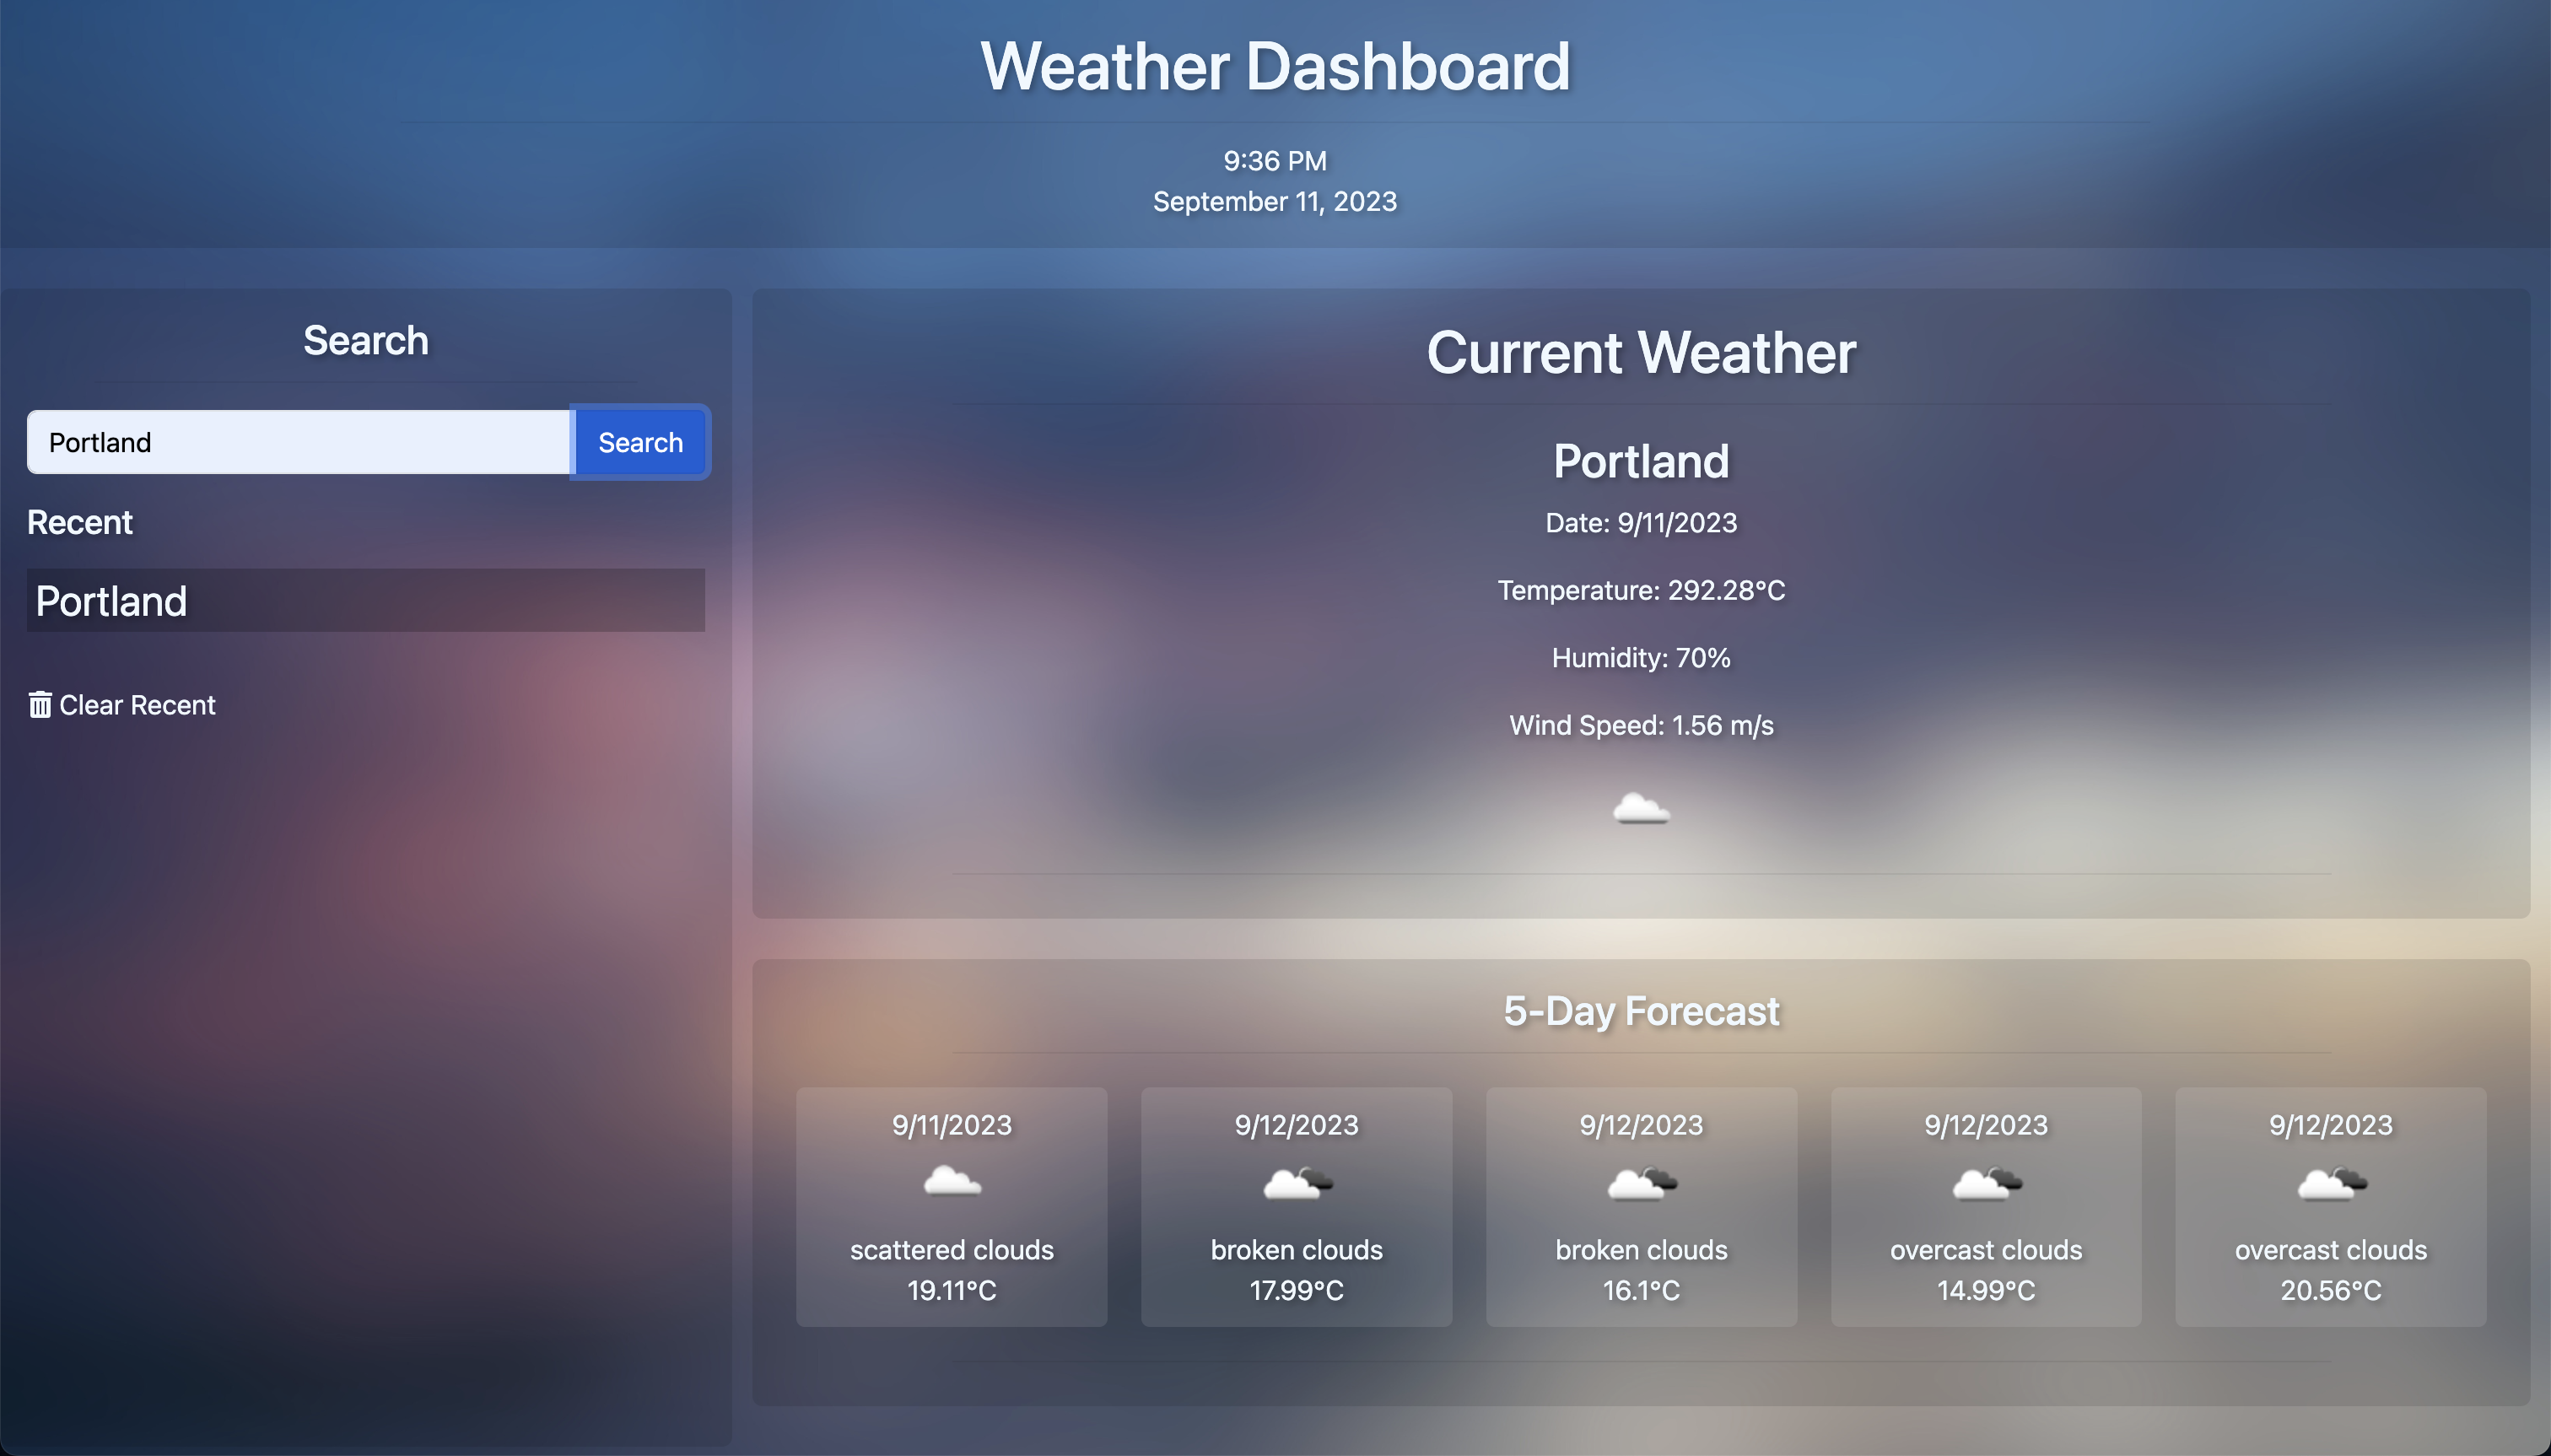 Weather Dashboard
9:36 PM
September 11, 2023
Search
Portland
Search
Recent
Portland
Clear Recent
Current Weather
Portland
Date: 9/11/2023
Temperature: 292.28°C
Humidity: 70%
Wind Speed: 1.56 m/s
5-Day Forecast
9/11/2023
scattered clouds
19.11°C
9/12/2023
broken clouds
17.99°C
9/12/2023
broken clouds
16.1°C
9/12/2023
overcast clouds
14.99°C
9/12/2023
overcast clouds
20.56°C